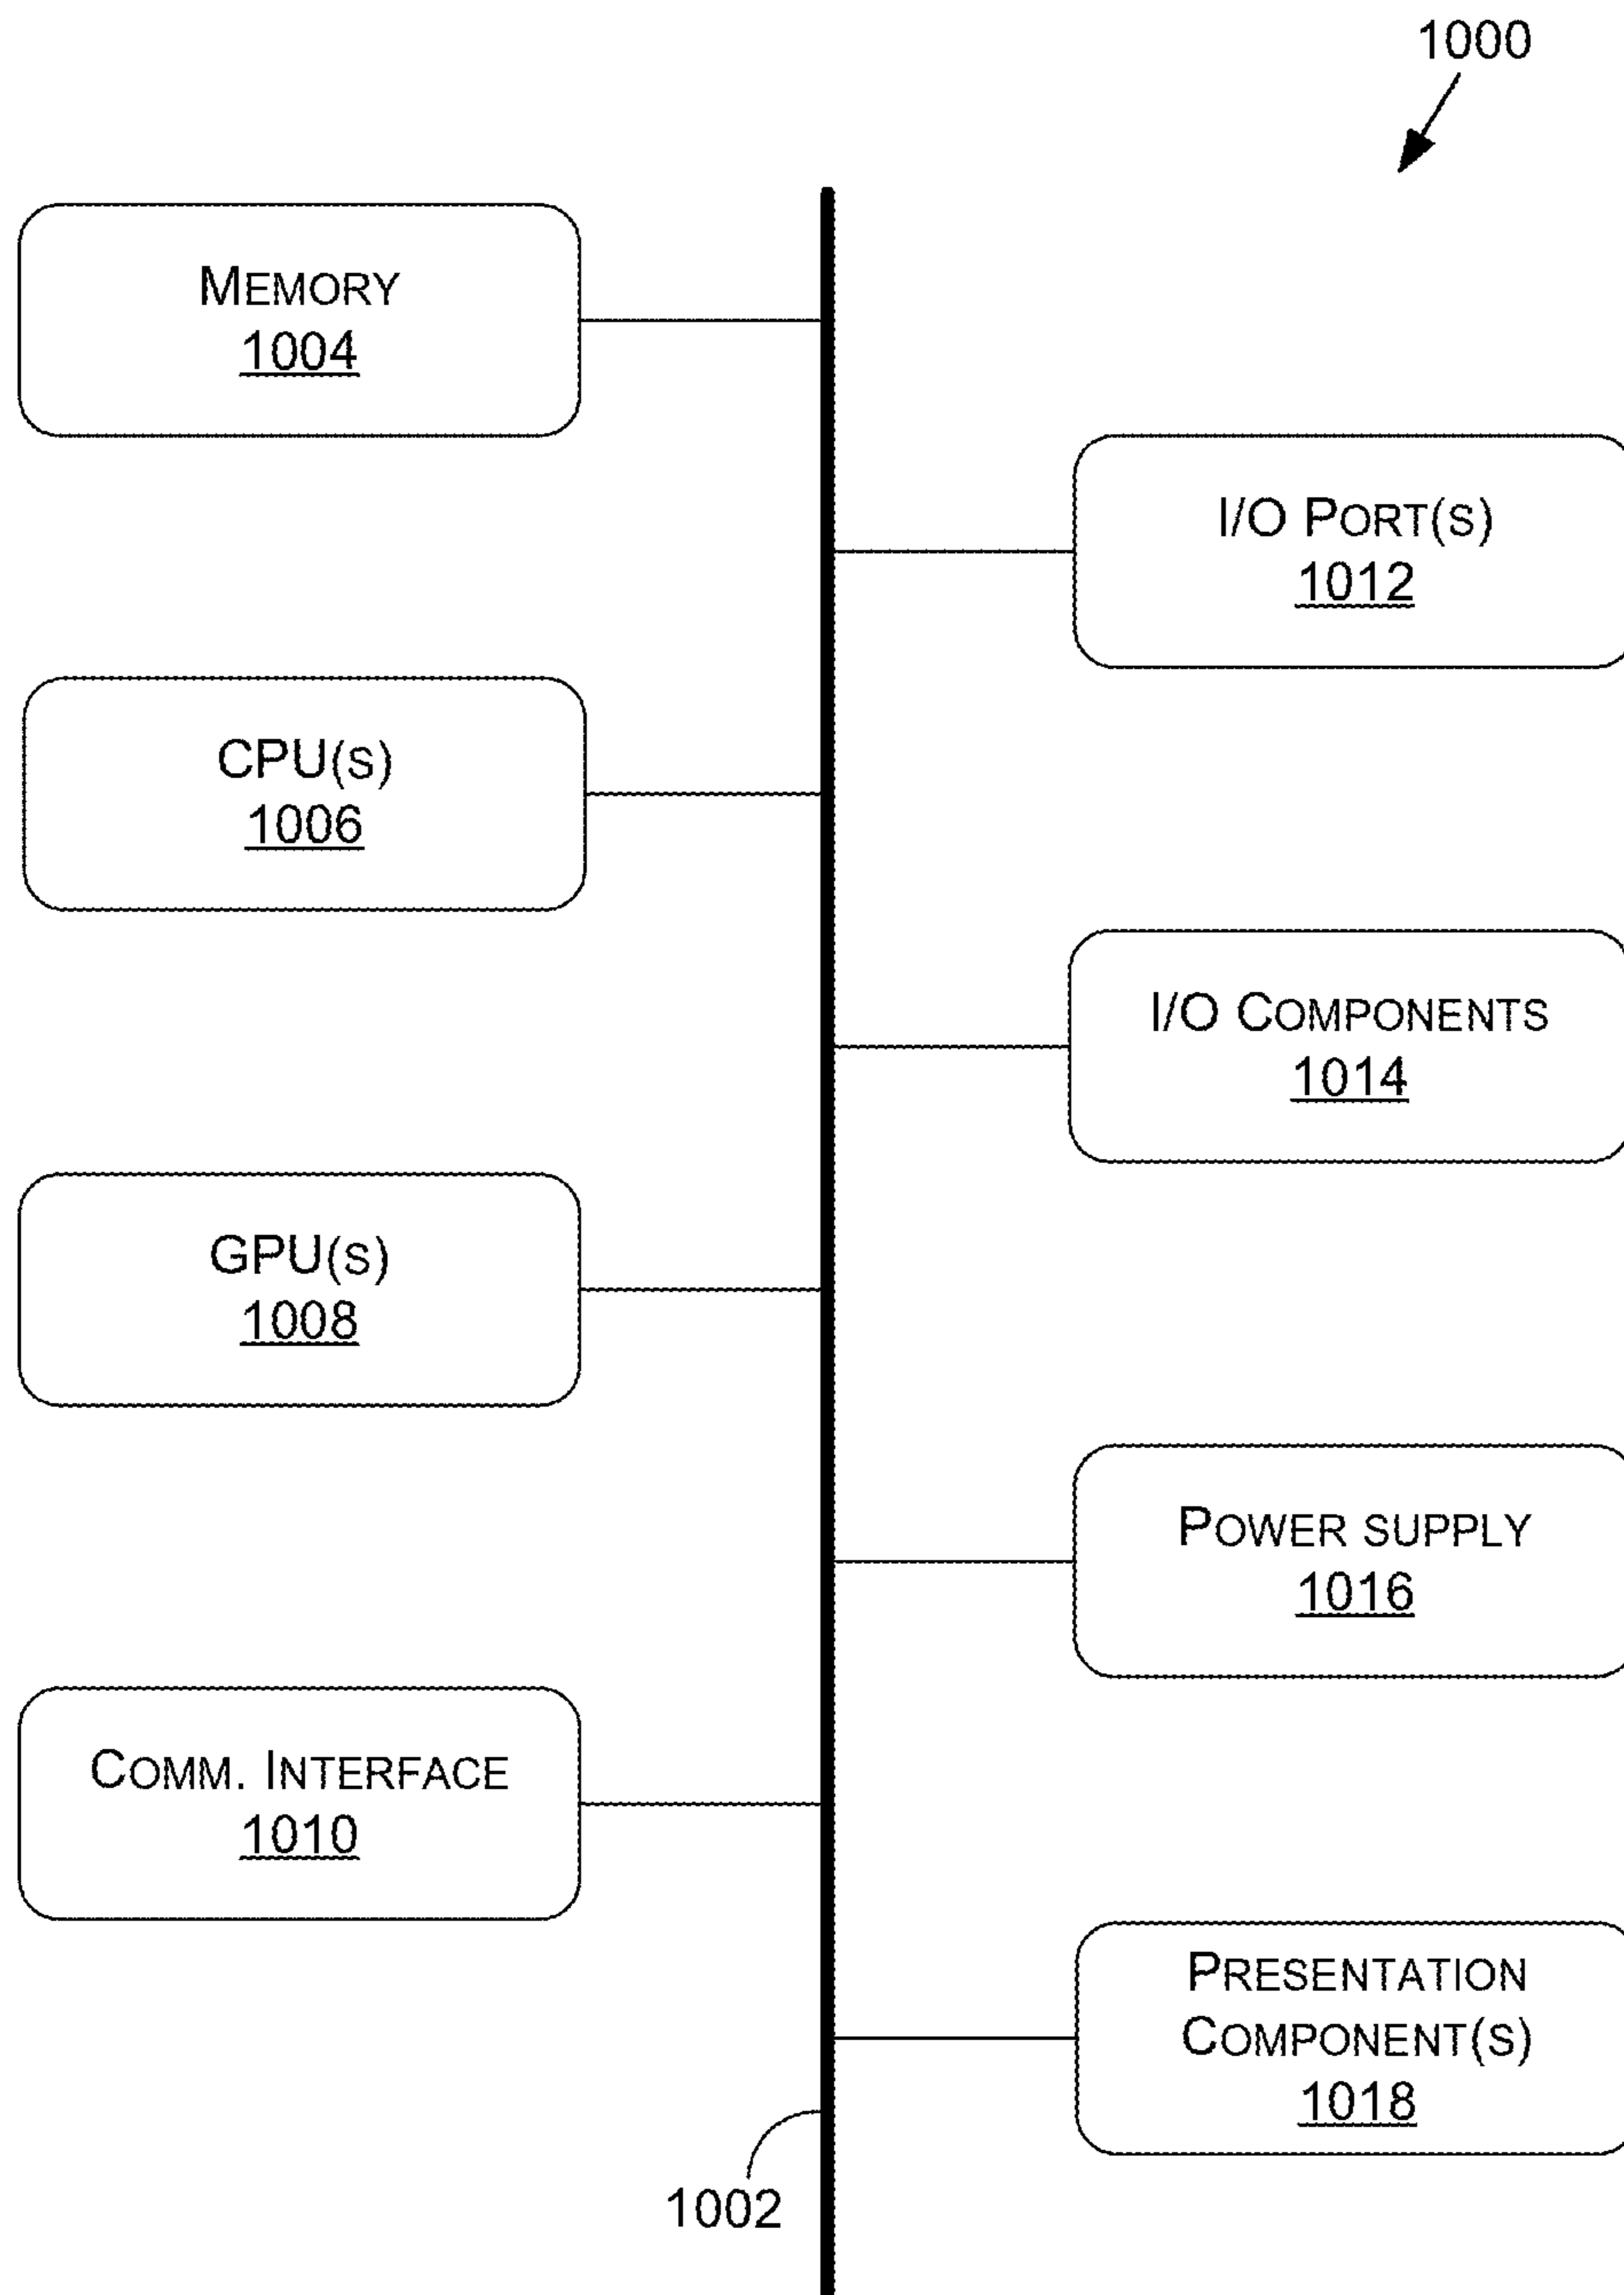 1000
MEMORY
1004
I/O PORT(S)
1012
CPU(S)
1006
I/O COMPONENTS
1014
GPU(S)
1008
POWER SUPPLY
1016
COMM. INTERFACE
1010
PRESENTATION
COMPONENT(S)
1018
1002